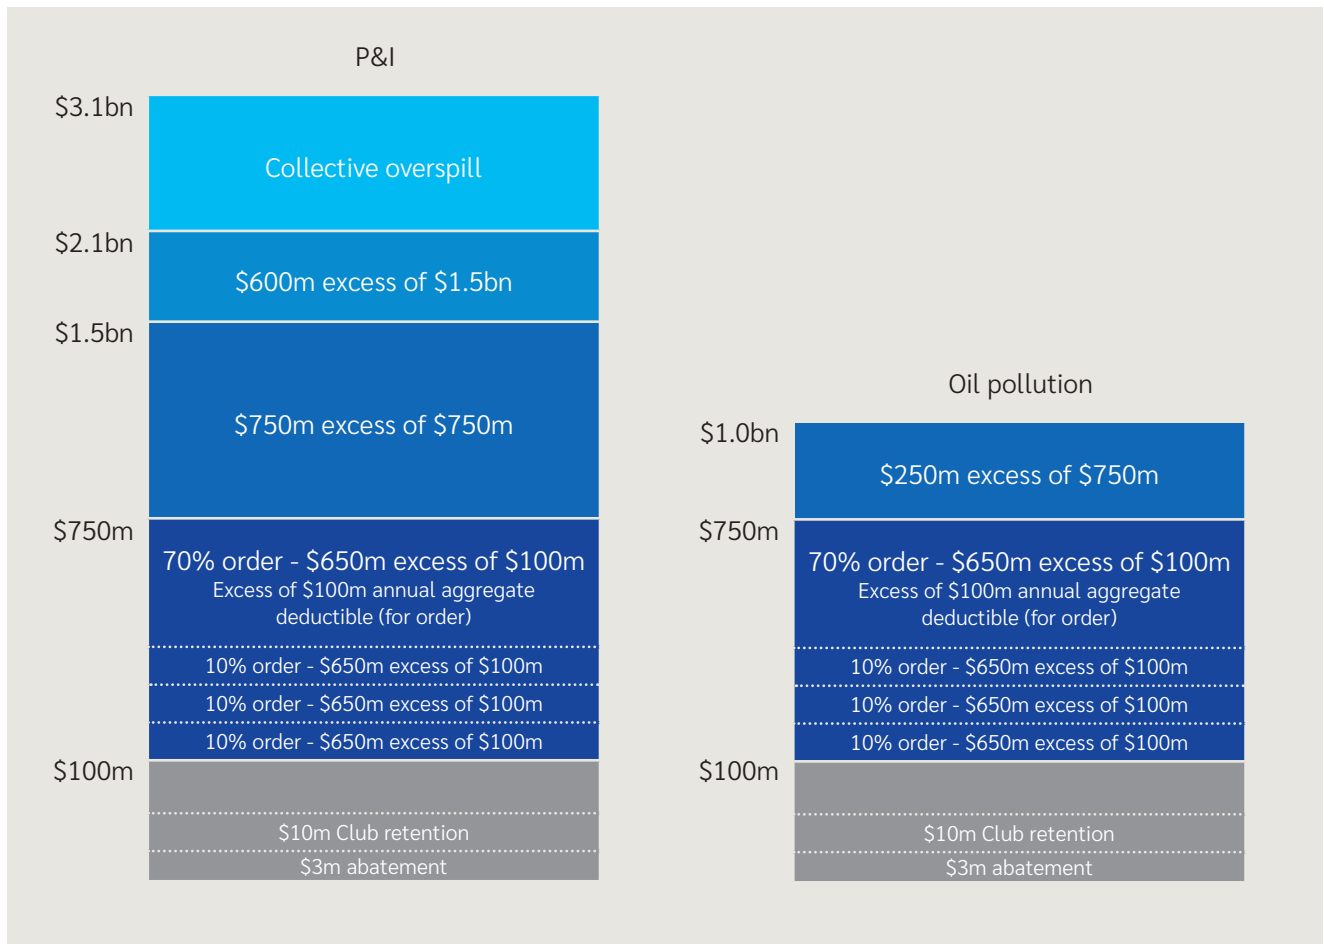 P&I
$3.1bn
Collective overspill
$2.1bn
$600m excess of $1.5bn
$1.5bn
$750m excess of $750m
$750m
70% order - $650m excess of $100m
Excess of $100m annual aggregate
deductible (for order)
10% order - $650m excess of $100m
10% order - $650m excess of $100m
10% order - $650m excess of $100m
$100m
$10m Club retention
$3m abatement
Oil pollution
$1.0bn
$250m excess of $750m
$750m
70% order - $650m excess of $100m
Excess of $100m annual aggregate
deductible (for order)
10% order - $650m excess of $100m
10% order - $650m excess of $100m
10% order - $650m excess of $100m
$100m
$10m Club retention
$3m abatement